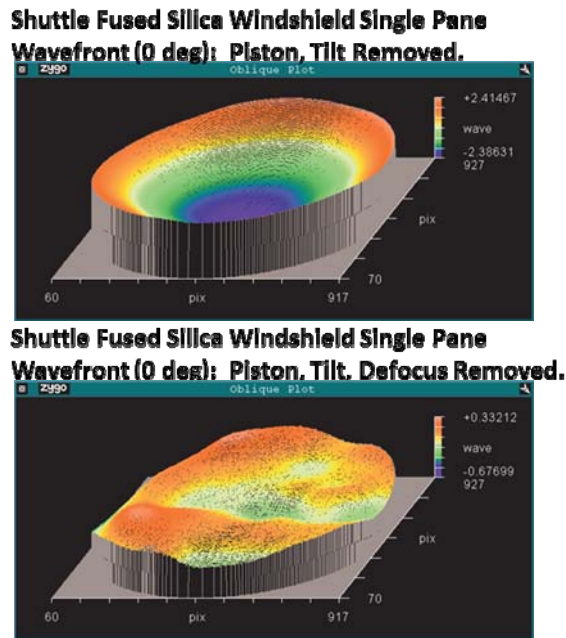 Shuttle Fused Silica Windshield Single Pane
Wavefront (0 deg): Piston, Tilt Removed.
zygo Oblique Plot
+2.41467
wave
-2.38631
927
pix
70
60 pix 917
Shuttle Fused Silica Windshield Single Pane
Wavefront (0 deg): Piston, Tilt, Defocus Removed.
zygo Oblique Plot
+0.33212
wave
-0.67699
927
pix
70
60 pix 917